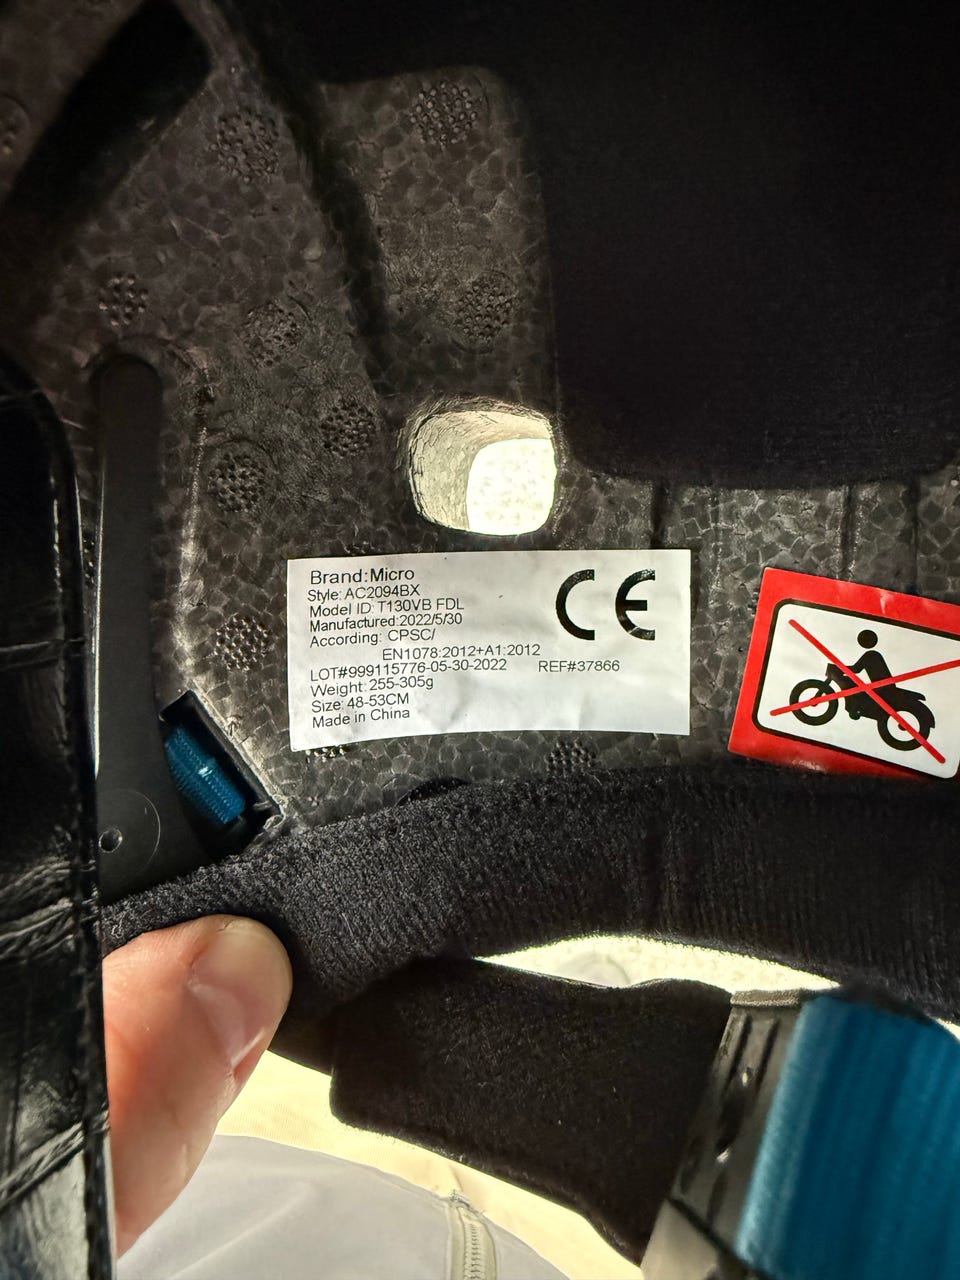 Brand: Micro
Style: AC2094BX
Model ID: T130VB FDL
Manufactured:2022/5/30
According: CPSC/
EN1078:2012+A1:2012
LOT#999115776-05-30-2022 REF#37866
Weight: 255-305g
Size: 48-53CM
Made in China
CE